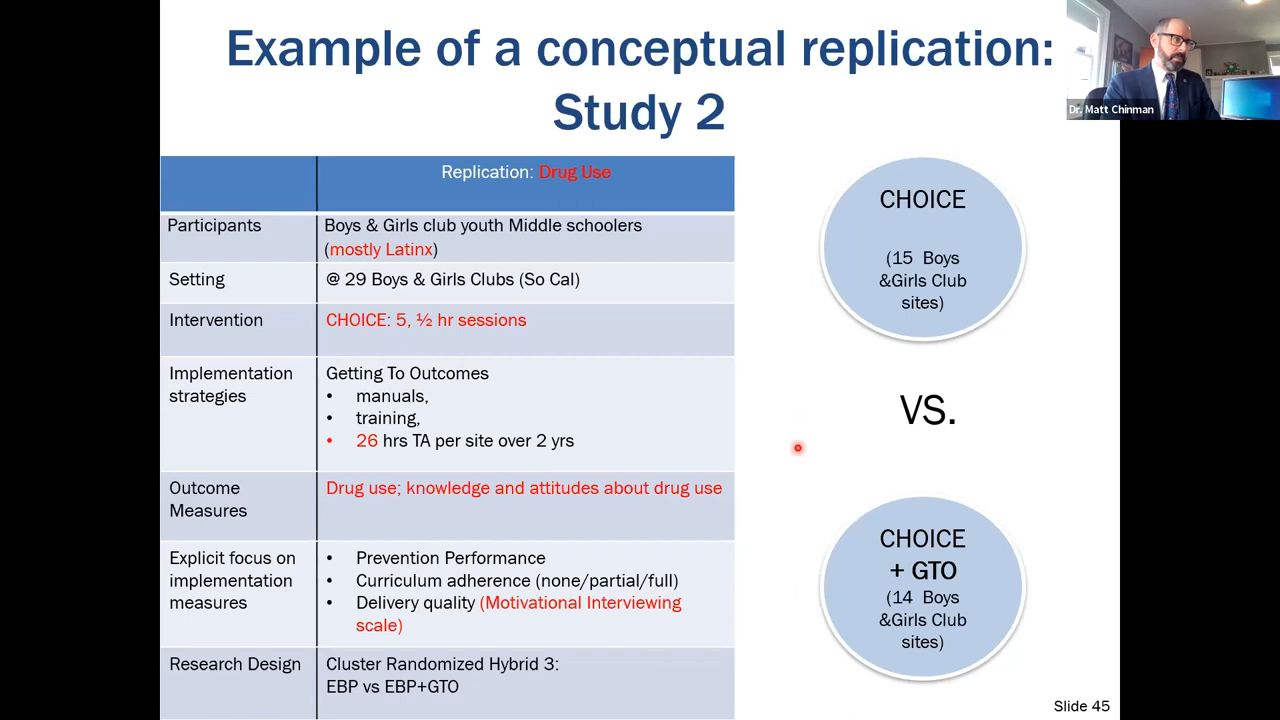 Example of a conceptual replication:
Study 2
Dr. Matt Chinman
Replication: Drug Use
Participants
Boys & Girls club youth Middle schoolers
(mostly Latinx)
Setting
@ 29 Boys & Girls Clubs (So Cal)
Intervention
CHOICE: 5, ½ hr sessions
Implementation
strategies
Getting To Outcomes
• manuals,
• training,
• 26 hrs TA per site over 2 yrs
Outcome
Measures
Drug use; knowledge and attitudes about drug use
Explicit focus on
implementation
measures
• Prevention Performance
• Curriculum adherence (none/partial/full)
• Delivery quality (Motivational Interviewing
scale)
Research Design
Cluster Randomized Hybrid 3:
EBP vs EBP+GTO
CHOICE
(15 Boys
&Girls Club
sites)
VS.
CHOICE
+ GTO
(14 Boys
&Girls Club
sites)
Slide 45